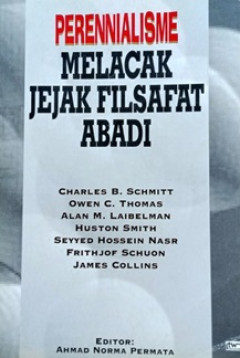 PERENNIALISME
MELACAK
JEJAK FILSAFAT
ABADI
CHARLES B. SCHMITT
OWEN C. THOMAS
ALAN M. LAIBELMAN
HUSTON SMITH
SEYYED HOSSEIN NASR
FRITHJOF SCHUON
JAMES COLLINS
EDITOR:
AHMAD NORMA PERMATA